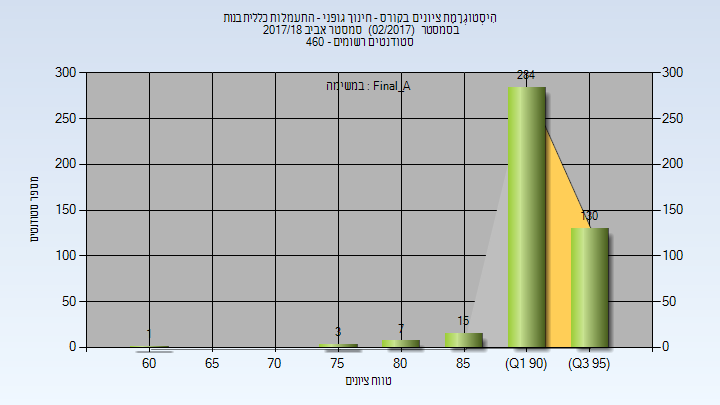 היסטוגרמת ציונים בקורס - חינוך גופני - התעמלות כללית בנות
בסמסטר (02/2017) סמסטר אביב 2017/18
סטודנטים רשומים - 460
במשימה : Final_A
300 300
250 250
200 200
150 150
100 100
50 50
0 0
284
130
15
7
3
1
60 65 70 75 80 85 (Q1 90) (Q3 95)
מספר סטודנטים
טווח ציונים